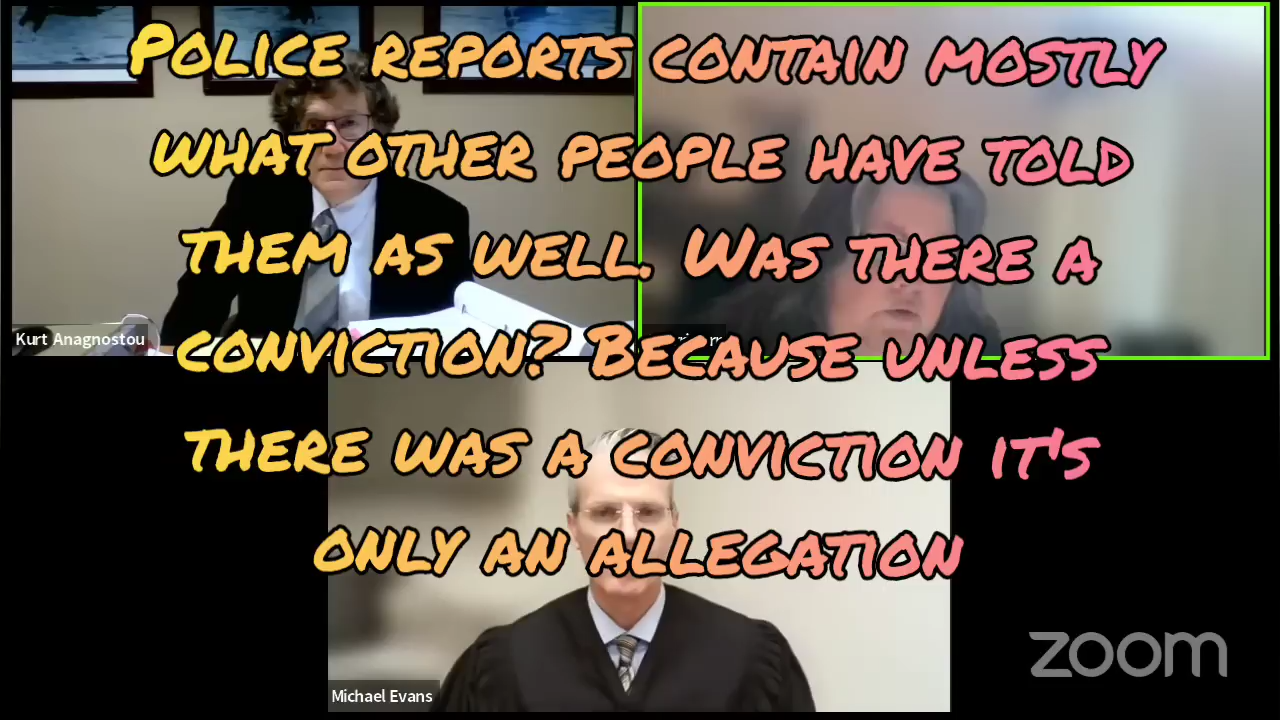 Police reports contain mostly
what other people have told
them as well. Was there a
conviction? Because unless
there was a conviction it's
only an allegation
Kurt Anagnostou
Michael Evans
zoom